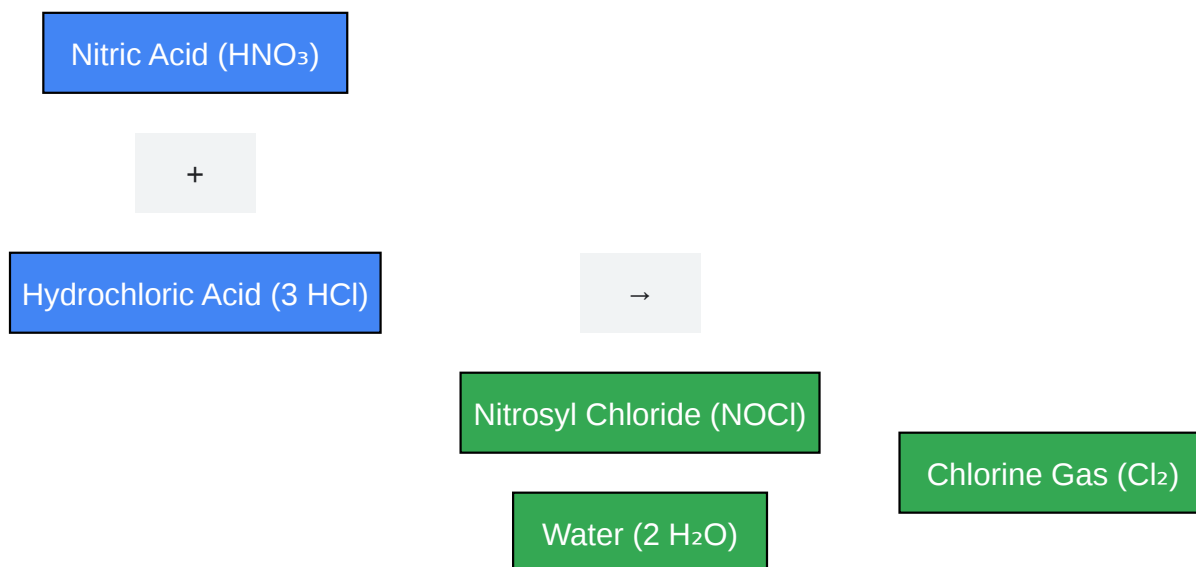 Nitric Acid (HNO₃)
+
Hydrochloric Acid (3 HCl)
→
Nitrosyl Chloride (NOCl)
Chlorine Gas (Cl₂)
Water (2 H₂O)